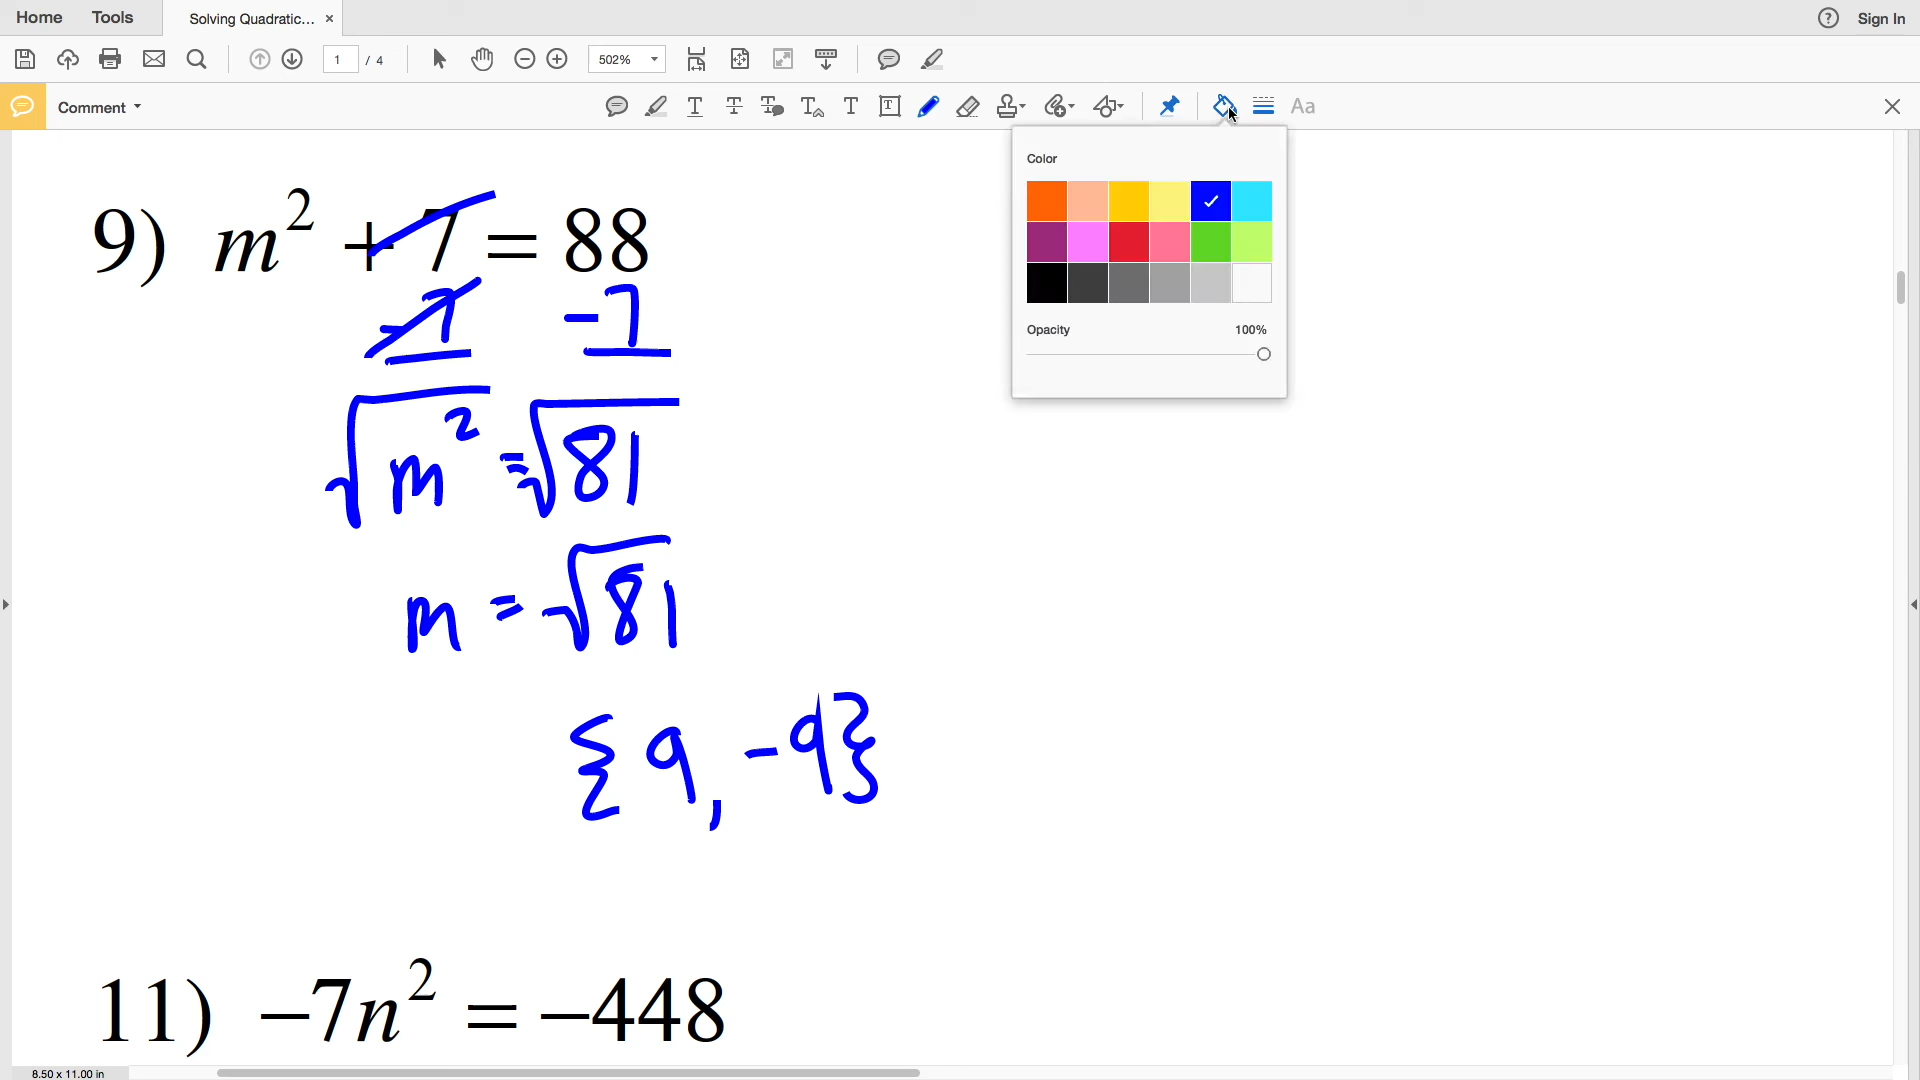 Home Tools Solving Quadratic... × ? Sign In
1 / 4 502%
Comment T T T T T T Aa
Color
Opacity 100%
9) m² + 7 = 88
-7 -7
√m² = √81
m = √81
{9, -9}
11) −7n² = −448
8.50 x 11.00 in